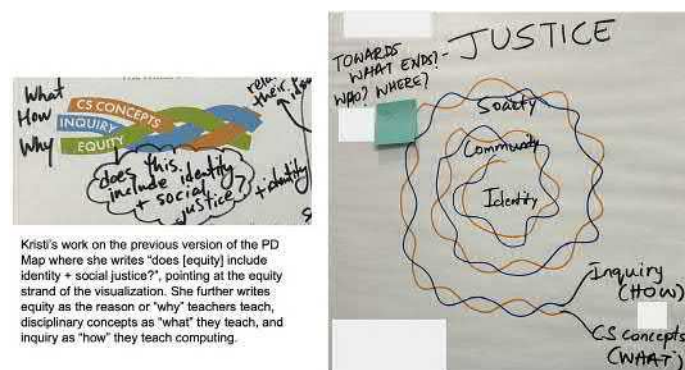 What
How
Why
CS CONCEPTS
INQUIRY
EQUITY
their
does this
include identity
+ social
justice?
+ identity
Kristi's work on the previous version of the PD
Map where she writes "does [equity] include
identity + social justice?", pointing at the equity
strand of the visualization. She further writes
equity as the reason or "why" teachers teach,
disciplinary concepts as "what" they teach, and
inquiry as "how" they teach computing.
TOWARDS
WHAT ENDS? -
WHO? WHERE?
JUSTICE
Society
Community
Identity
Inquiry
(HOW)
CS concepts
(WHAT)